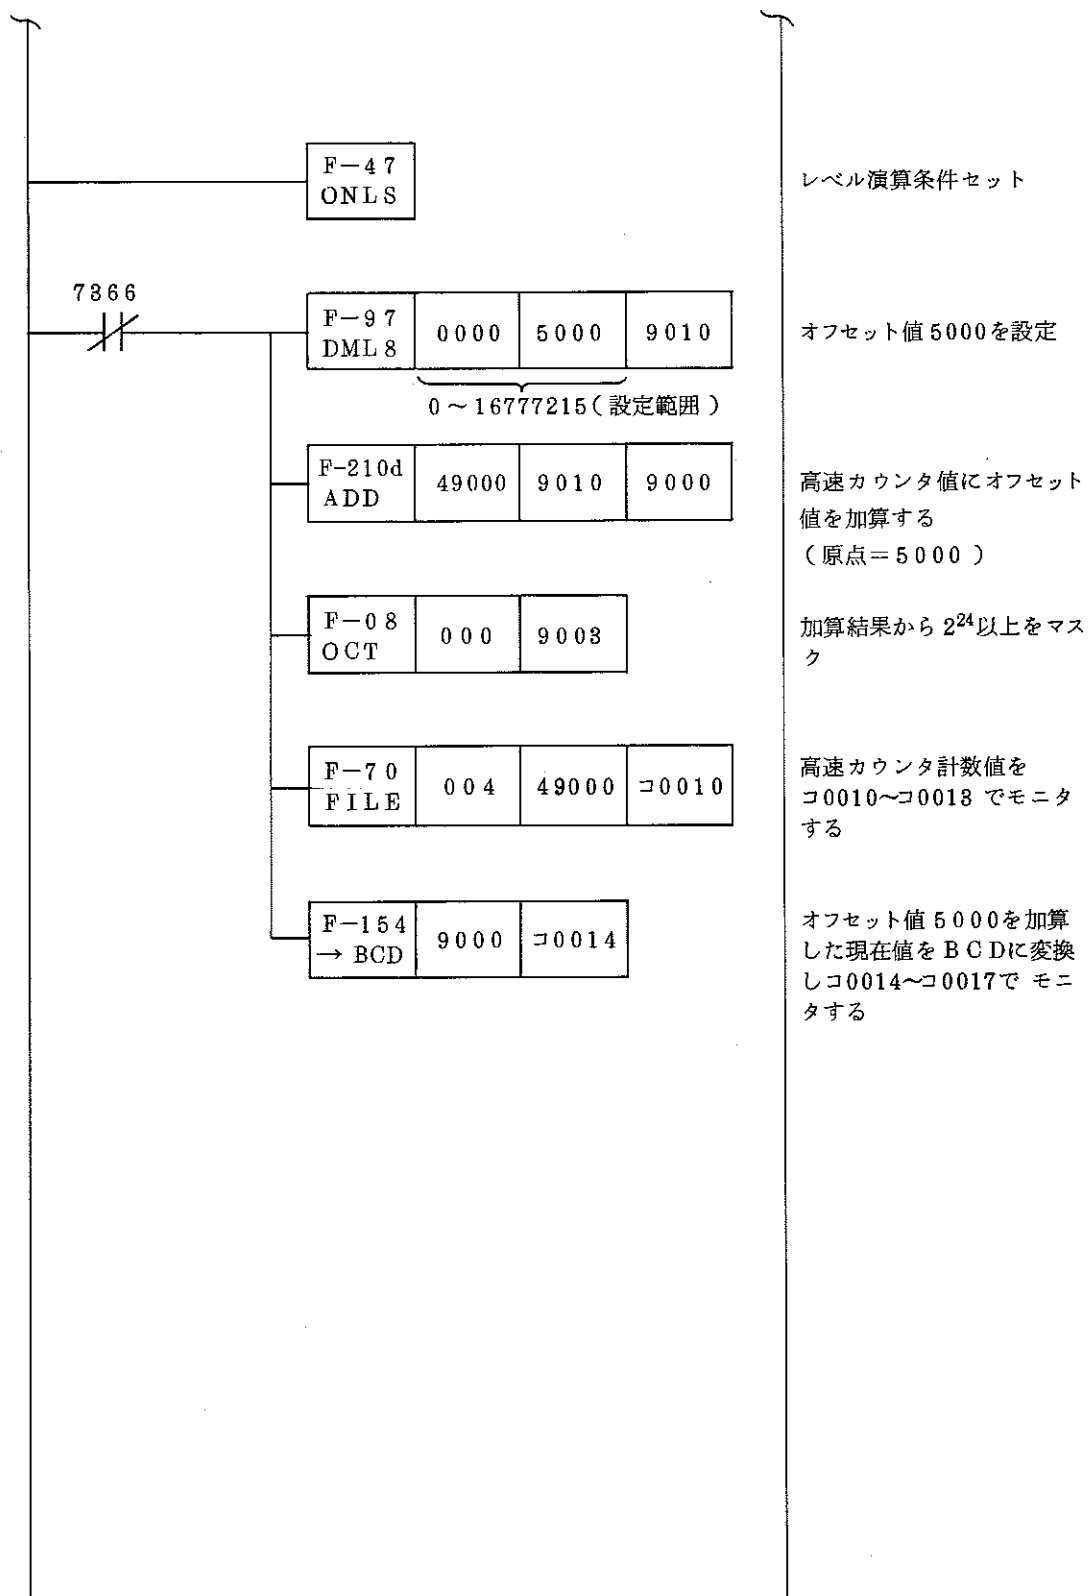 F-47
ONLS
レベル演算条件セット
7366
F-97
DML8
0000
5000
9010
オフセット値5000を設定
0～16777215(設定範囲)
F-210d
ADD
49000
9010
9000
高速カウンタ値にオフセット
値を加算する
(原点=5000)
F-08
OCT
000
9003
加算結果から2²⁴以上をマス
ク
F-70
FILE
004
49000
コ0010
高速カウンタ計数値を
コ0010～コ0013でモニタ
する
F-154
→BCD
9000
コ0014
オフセット値5000を加算
した現在値をBCDに変換
しコ0014～コ0017で モニ
タする